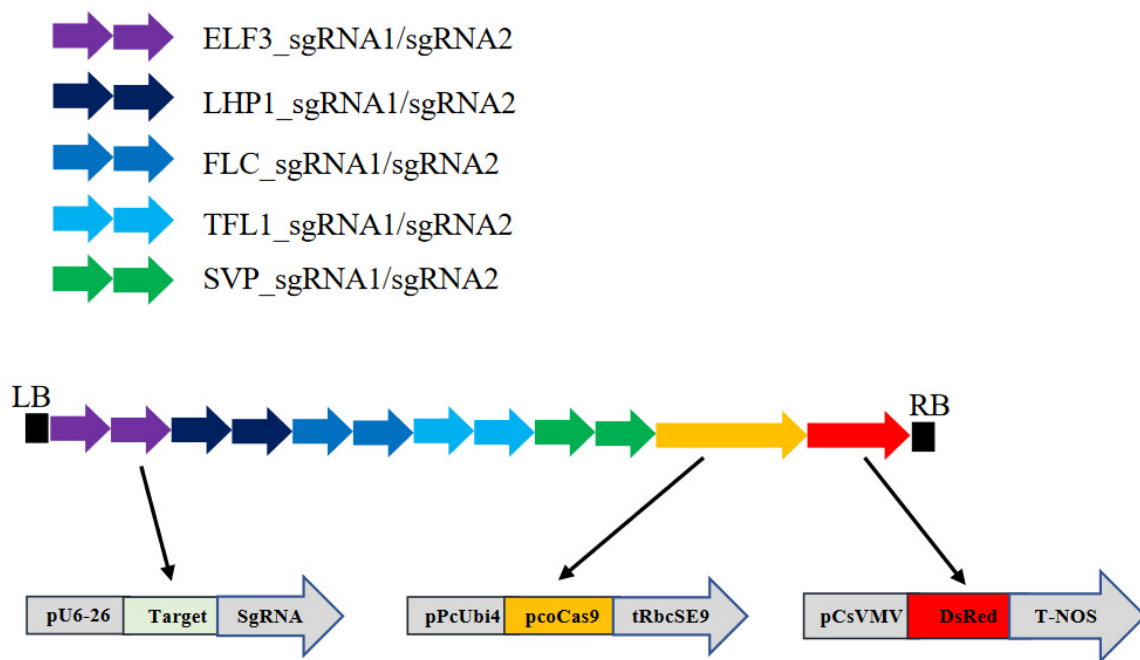 ELF3_sgRNA1/sgRNA2
LHP1_sgRNA1/sgRNA2
FLC_sgRNA1/sgRNA2
TFL1_sgRNA1/sgRNA2
SVP_sgRNA1/sgRNA2
LB
RB
pU6-26 Target SgRNA
pPcUbi4 pcoCas9 tRbcSE9
pCsVMV DsRed T-NOS